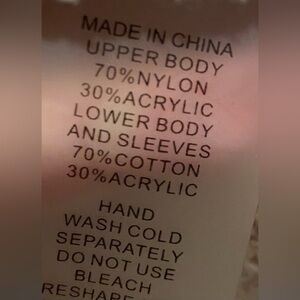 MADE IN CHINA
UPPER BODY
70%NYLON
30%ACRYLIC
LOWER BODY
AND SLEEVES
70%COTTON
30%ACRYLIC
HAND
WASH COLD
SEPARATELY
DO NOT USE
BLEACH